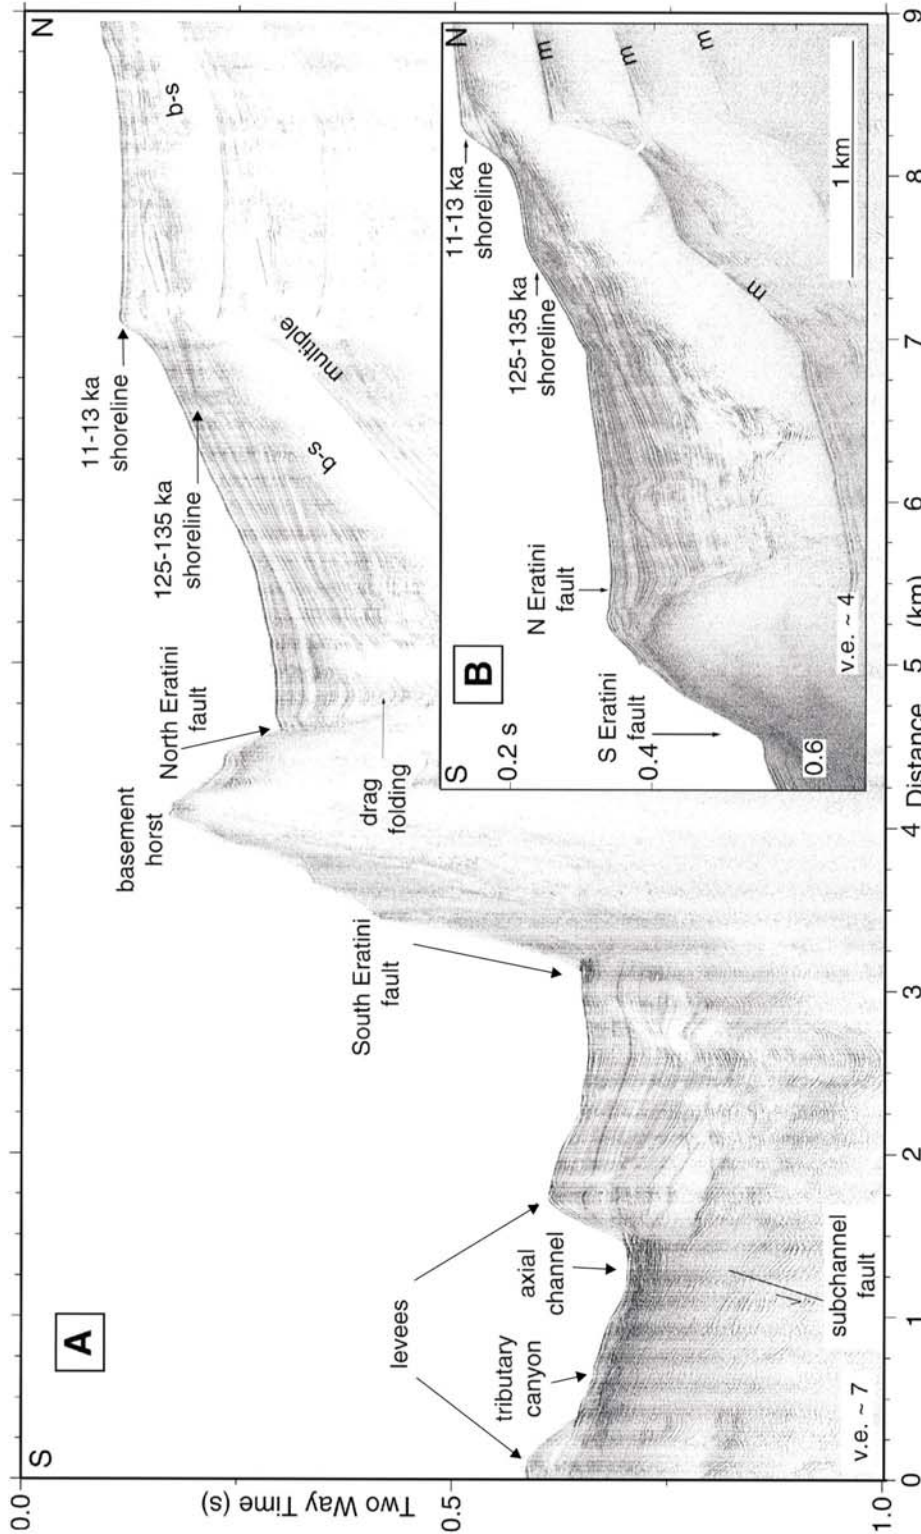 A
S
N
0.0
0.5
1.0
Two Way Time (s)
levees
tributary
canyon
axial
channel
subchannel
fault
v.e. ~ 7
South Eratini
fault
basement
horst
North Eratini
fault
drag
folding
125-135 ka
shoreline
11-13 ka
shoreline
b-s
b-s
multiple
0
1
2
3
4
5
6
7
8
9
Distance (km)
B
S
N
0.2 s
0.4
0.6
S Eratini
fault
N Eratini
fault
125-135 ka
shoreline
11-13 ka
shoreline
m
m
m
m
1 km
v.e. ~ 4